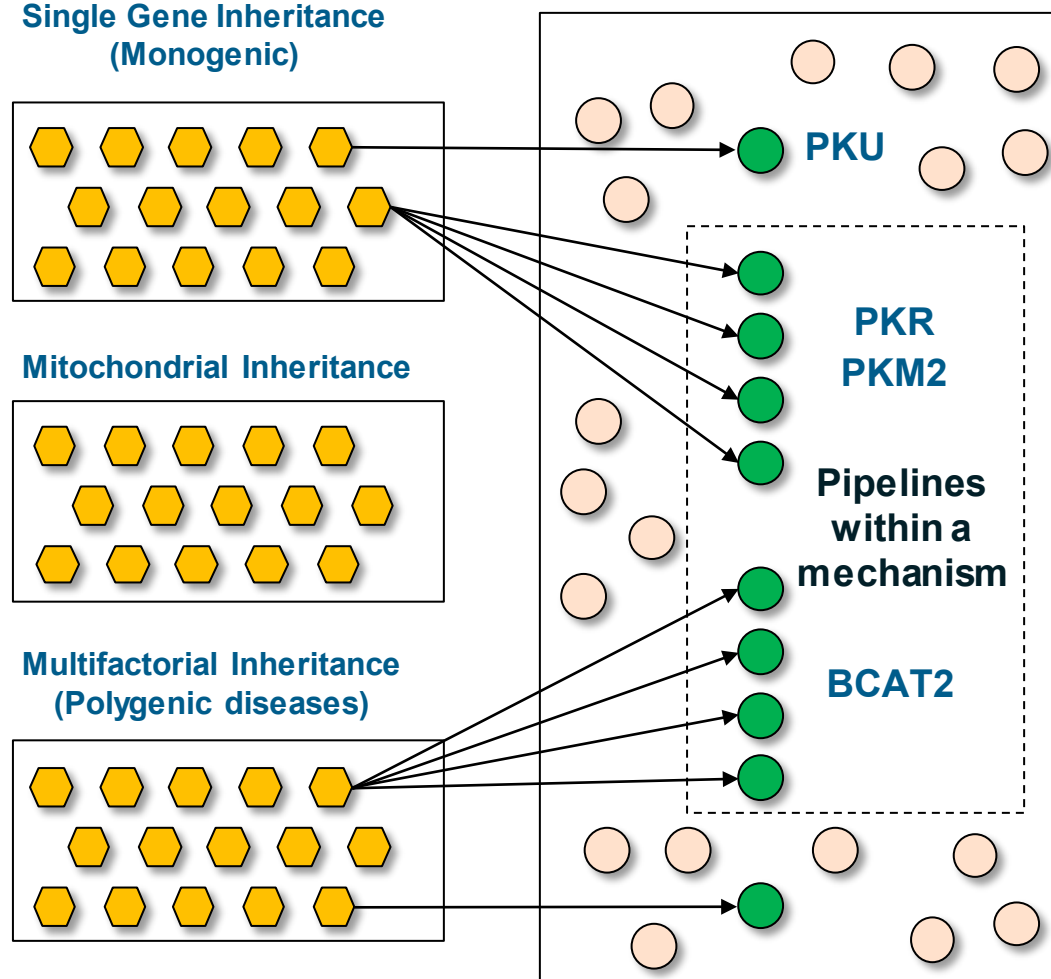 Single Gene Inheritance
(Monogenic)
PKU
PKR
PKM2
Mitochondrial Inheritance
Pipelines
within a
mechanism
Multifactorial Inheritance
(Polygenic diseases)
BCAT2